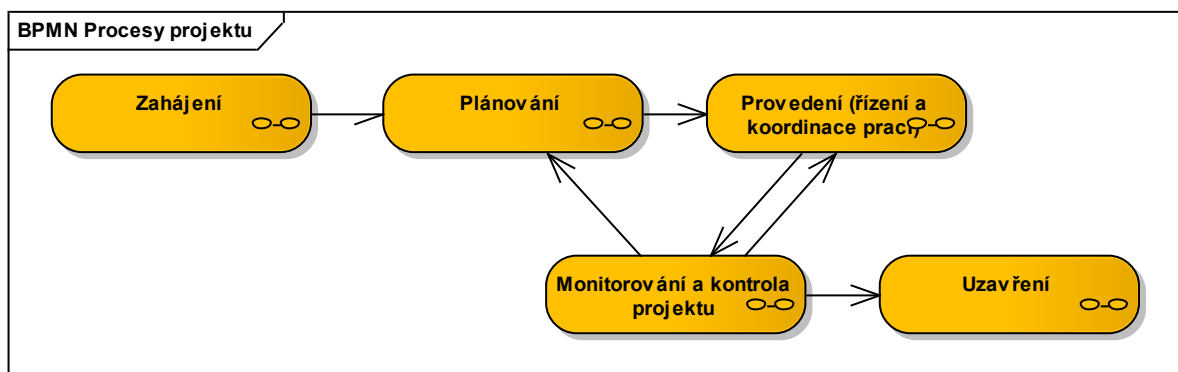 BPMN Procesy projektu
Zahájení
Plánování
Provedení (řízení a
koordinace prací)
Monitorování a kontrola
projektu
Uzavření